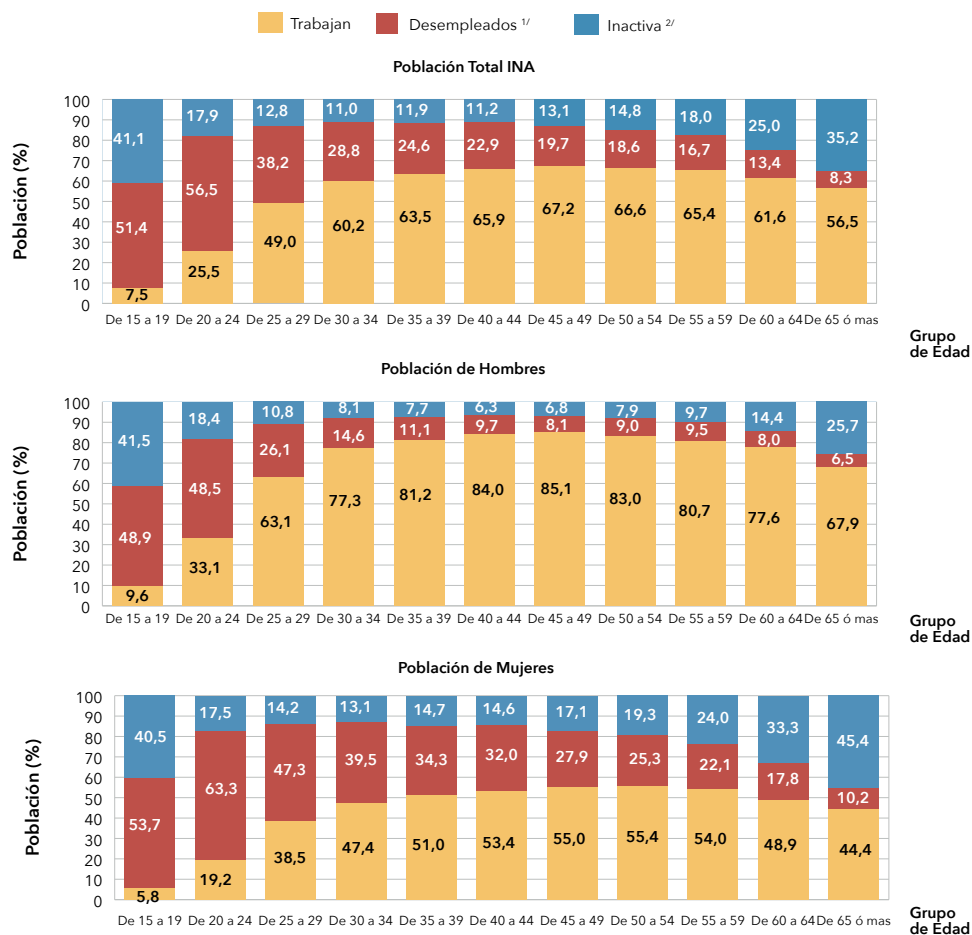 Trabajan Desempleados 1/ Inactiva 2/
Población Total INA
Población (%)
100
90
80
70
60
50
40
30
20
10
0
41,1 17,9 12,8 11,0 11,9 11,2 13,1 14,8 18,0 25,0 35,2
51,4 56,5 38,2 28,8 24,6 22,9 19,7 18,6 16,7 13,4 8,3
7,5 25,5 49,0 60,2 63,5 65,9 67,2 66,6 65,4 61,6 56,5
De 15 a 19 De 20 a 24 De 25 a 29 De 30 a 34 De 35 a 39 De 40 a 44 De 45 a 49 De 50 a 54 De 55 a 59 De 60 a 64 De 65 ó mas
Grupo
de Edad
Población de Hombres
Población (%)
100
90
80
70
60
50
40
30
20
10
0
41,5 18,4 10,8 8,1 7,7 6,3 6,8 7,9 9,7 14,4 25,7
48,9 48,5 26,1 14,6 11,1 9,7 8,1 9,0 9,5 8,0 6,5
9,6 33,1 63,1 77,3 81,2 84,0 85,1 83,0 80,7 77,6 67,9
De 15 a 19 De 20 a 24 De 25 a 29 De 30 a 34 De 35 a 39 De 40 a 44 De 45 a 49 De 50 a 54 De 55 a 59 De 60 a 64 De 65 ó mas
Grupo
de Edad
Población de Mujeres
Población (%)
100
90
80
70
60
50
40
30
20
10
0
40,5 17,5 14,2 13,1 14,7 14,6 17,1 19,3 24,0 33,3 45,4
53,7 63,3 47,3 39,5 34,3 32,0 27,9 25,3 22,1 17,8 10,2
5,8 19,2 38,5 47,4 51,0 53,4 55,0 55,4 54,0 48,9 44,4
De 15 a 19 De 20 a 24 De 25 a 29 De 30 a 34 De 35 a 39 De 40 a 44 De 45 a 49 De 50 a 54 De 55 a 59 De 60 a 64 De 65 ó mas
Grupo
de Edad